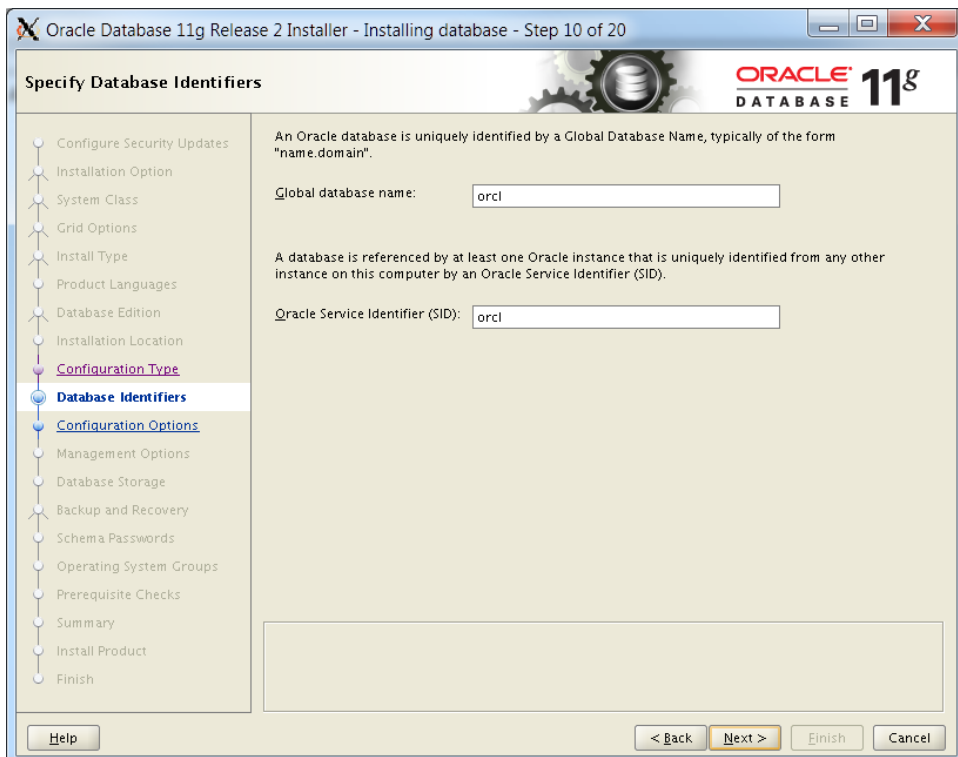 Oracle Database 11g Release 2 Installer - Installing database - Step 10 of 20
Specify Database Identifiers
ORACLE 11g
DATABASE
Configure Security Updates
Installation Option
System Class
Grid Options
Install Type
Product Languages
Database Edition
Installation Location
Configuration Type
Database Identifiers
Configuration Options
Management Options
Database Storage
Backup and Recovery
Schema Passwords
Operating System Groups
Prerequisite Checks
Summary
Install Product
Finish
An Oracle database is uniquely identified by a Global Database Name, typically of the form
"name.domain".
Global database name: orcl
A database is referenced by at least one Oracle instance that is uniquely identified from any other
instance on this computer by an Oracle Service Identifier (SID).
Oracle Service Identifier (SID): orcl
Help < Back Next > Finish Cancel